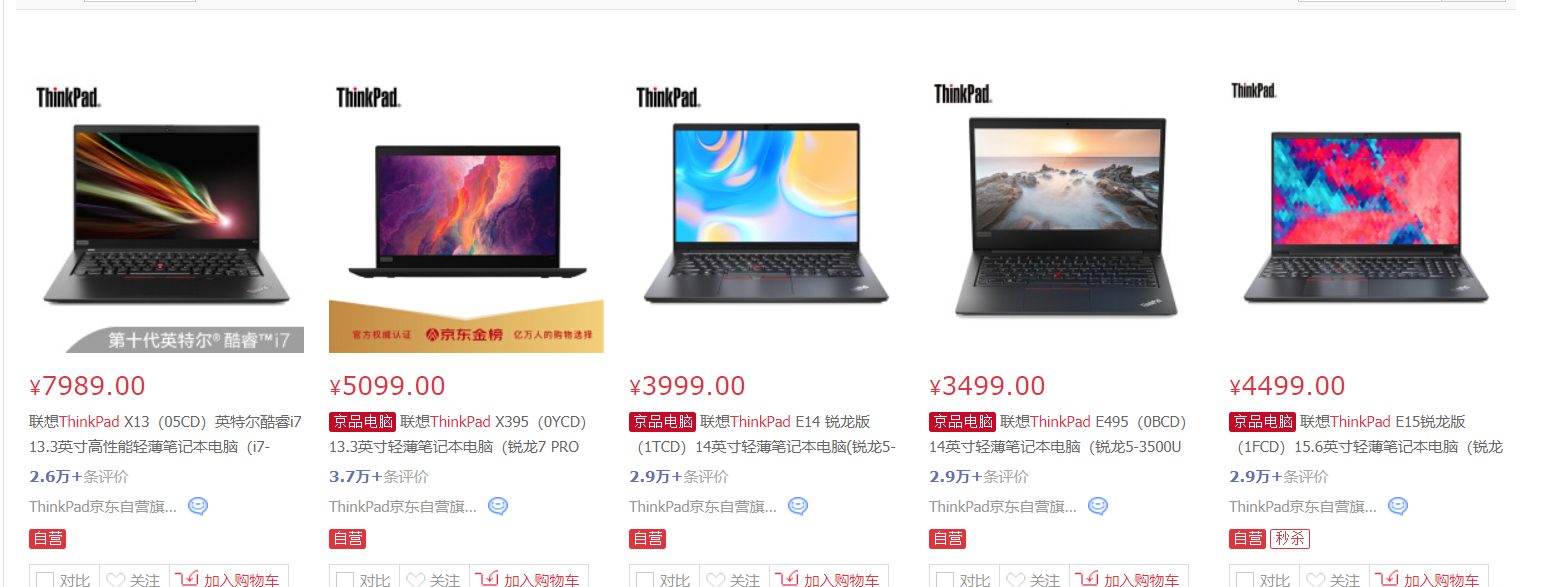 ThinkPad.
第十代英特尔®酷睿™i7
¥7989.00
联想ThinkPad X13（05CD）英特尔酷睿i7
13.3英寸高性能轻薄笔记本电脑（i7-
2.6万+条评价
ThinkPad京东自营旗...
自营
对比 关注 加入购物车
ThinkPad.
官方权威认证 京东金榜 亿万人的购物选择
¥5099.00
京品电脑 联想ThinkPad X395（0YCD）
13.3英寸轻薄笔记本电脑（锐龙7 PRO
3.7万+条评价
ThinkPad京东自营旗...
自营
对比 关注 加入购物车
ThinkPad.
¥3999.00
京品电脑 联想ThinkPad E14 锐龙版
（1TCD）14英寸轻薄笔记本电脑(锐龙5-
2.9万+条评价
ThinkPad京东自营旗...
自营
对比 关注 加入购物车
ThinkPad.
ThinkPad
¥3499.00
京品电脑 联想ThinkPad E495（0BCD）
14英寸轻薄笔记本电脑（锐龙5-3500U
2.9万+条评价
ThinkPad京东自营旗...
自营
对比 关注 加入购物车
ThinkPad.
¥4499.00
京品电脑 联想ThinkPad E15锐龙版
（1FCD）15.6英寸轻薄笔记本电脑（锐龙
2.9万+条评价
ThinkPad京东自营旗...
自营 秒杀
对比 关注 加入购物车